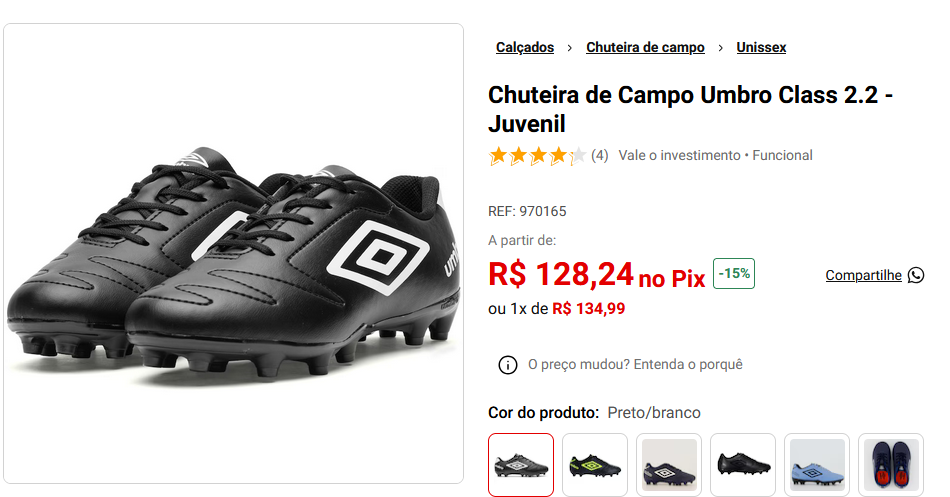 Calçados › Chuteira de campo › Unissex
Chuteira de Campo Umbro Class 2.2 -
Juvenil
(4) Vale o investimento • Funcional
REF: 970165
A partir de:
R$ 128,24 no Pix -15%
Compartilhe
ou 1x de R$ 134,99
O preço mudou? Entenda o porquê
Cor do produto: Preto/branco